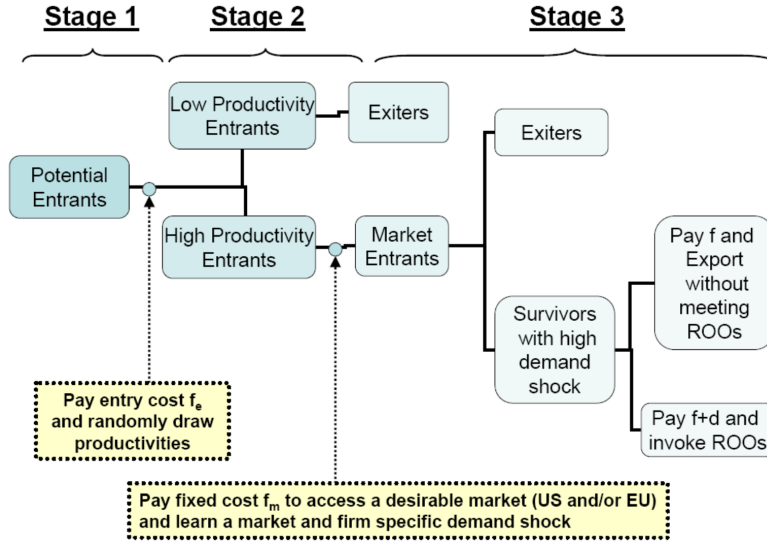 Stage 1
Stage 2
Stage 3
Low Productivity
Entrants
Exiters
Exiters
Potential
Entrants
High Productivity
Entrants
Market
Entrants
Pay f and
Export
without
meeting
ROOs
Survivors
with high
demand
shock
Pay f+d and
invoke ROOs
Pay entry cost fe
and randomly draw
productivities
Pay fixed cost fm to access a desirable market (US and/or EU)
and learn a market and firm specific demand shock